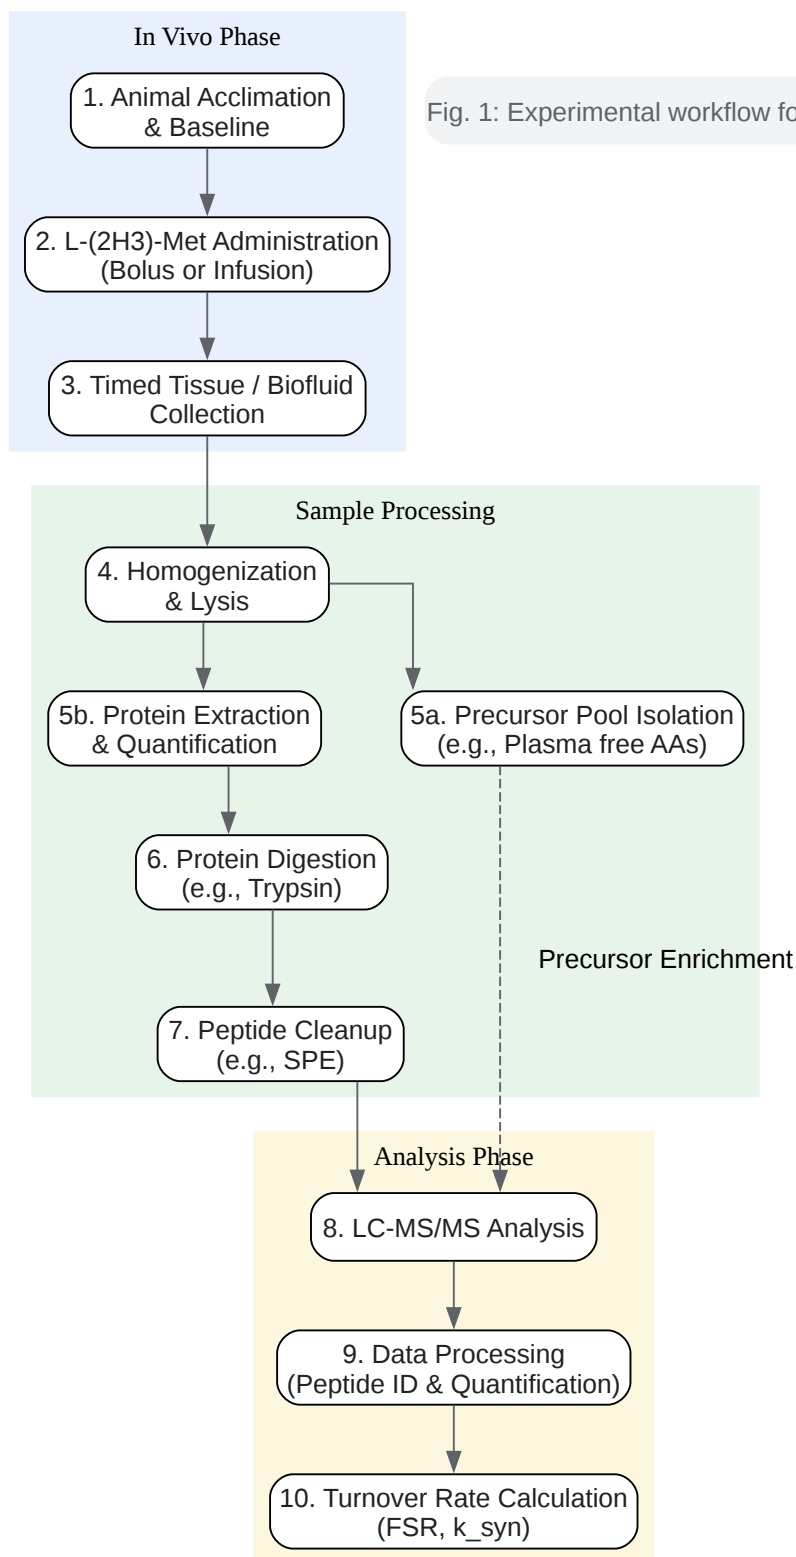 In Vivo Phase
1. Animal Acclimation
& Baseline
Fig. 1: Experimental workflow fo
2. L-(2H3)-Met Administration
(Bolus or Infusion)
3. Timed Tissue / Biofluid
Collection
Sample Processing
4. Homogenization
& Lysis
5b. Protein Extraction
& Quantification
5a. Precursor Pool Isolation
(e.g., Plasma free AAs)
6. Protein Digestion
(e.g., Trypsin)
Precursor Enrichment
7. Peptide Cleanup
(e.g., SPE)
Analysis Phase
8. LC-MS/MS Analysis
9. Data Processing
(Peptide ID & Quantification)
10. Turnover Rate Calculation
(FSR, k_syn)